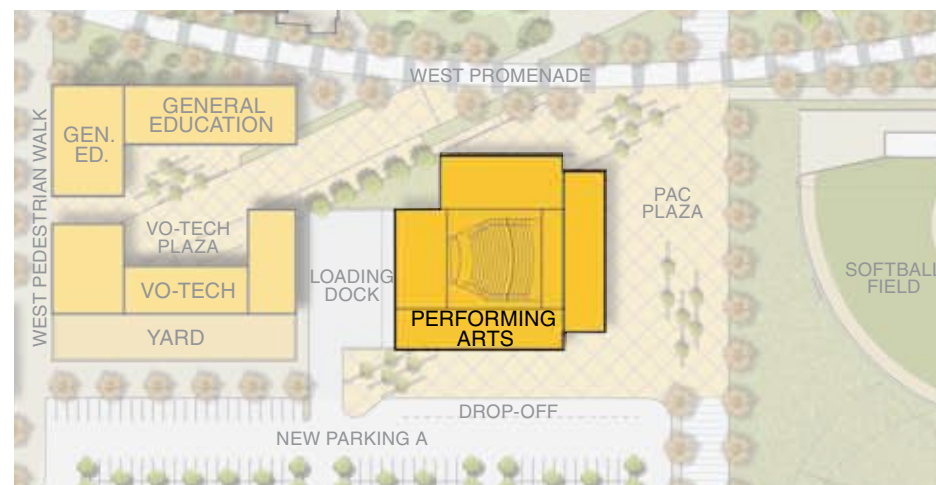 WEST PROMENADE
GENERAL
EDUCATION
GEN.
ED.
WEST PEDESTRIAN WALK
PAC
PLAZA
VO-TECH
PLAZA
LOADING
DOCK
SOFTBALL
FIELD
VO-TECH
PERFORMING
ARTS
YARD
DROP-OFF
NEW PARKING A